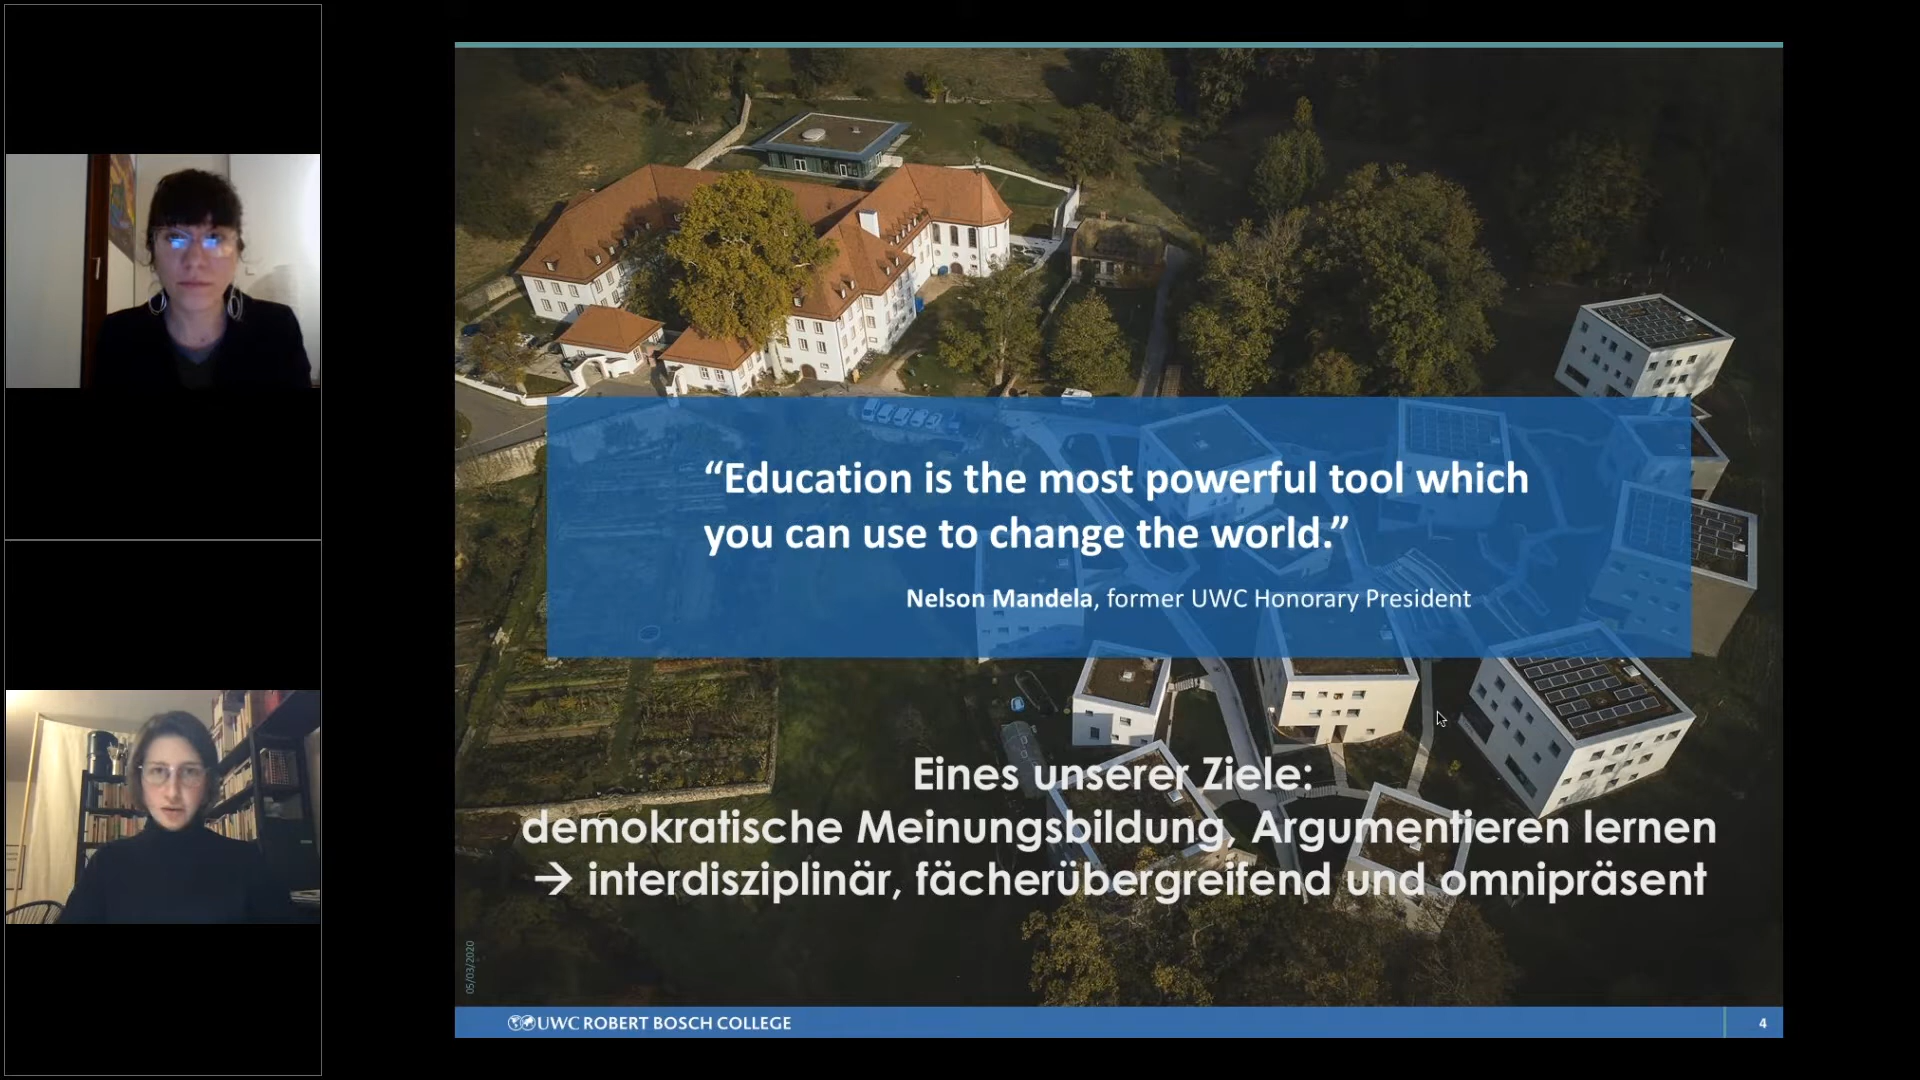 “Education is the most powerful tool which
you can use to change the world.”
Nelson Mandela, former UWC Honorary President
Eines unserer Ziele:
demokratische Meinungsbildung, Argumentieren lernen
→ interdisziplinär, fächerübergreifend und omnipräsent
05/03/2020
UWC ROBERT BOSCH COLLEGE
4